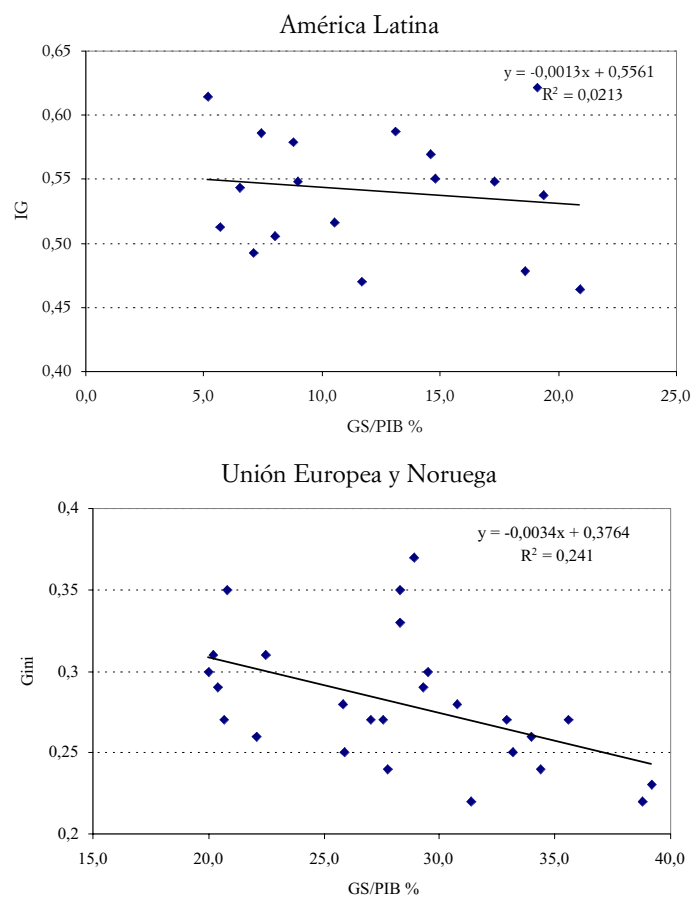 América Latina
0,65
y = -0,0013x + 0,5561
R² = 0,0213
0,60
0,55
IG
0,50
0,45
0,40
0,0 5,0 10,0 15,0 20,0 25,0
GS/PIB %
Unión Europea y Noruega
0,4
y = -0,0034x + 0,3764
R² = 0,241
0,35
0,3
Gini
0,25
0,2
15,0 20,0 25,0 30,0 35,0 40,0
GS/PIB %